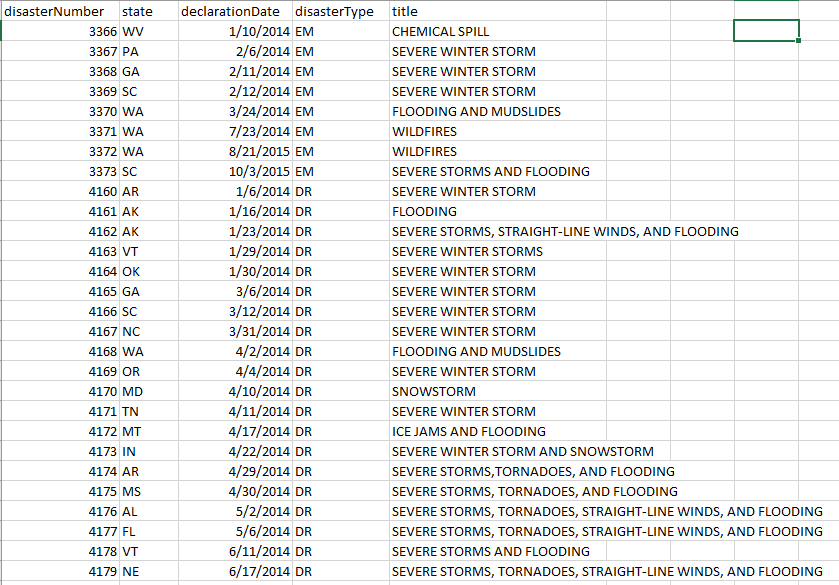 disasterNumber state declarationDate disasterType title
3366 WV 1/10/2014 EM CHEMICAL SPILL
3367 PA 2/6/2014 EM SEVERE WINTER STORM
3368 GA 2/11/2014 EM SEVERE WINTER STORM
3369 SC 2/12/2014 EM SEVERE WINTER STORM
3370 WA 3/24/2014 EM FLOODING AND MUDSLIDES
3371 WA 7/23/2014 EM WILDFIRES
3372 WA 8/21/2015 EM WILDFIRES
3373 SC 10/3/2015 EM SEVERE STORMS AND FLOODING
4160 AR 1/6/2014 DR SEVERE WINTER STORM
4161 AK 1/16/2014 DR FLOODING
4162 AK 1/23/2014 DR SEVERE STORMS, STRAIGHT-LINE WINDS, AND FLOODING
4163 VT 1/29/2014 DR SEVERE WINTER STORMS
4164 OK 1/30/2014 DR SEVERE WINTER STORM
4165 GA 3/6/2014 DR SEVERE WINTER STORM
4166 SC 3/12/2014 DR SEVERE WINTER STORM
4167 NC 3/31/2014 DR SEVERE WINTER STORM
4168 WA 4/2/2014 DR FLOODING AND MUDSLIDES
4169 OR 4/4/2014 DR SEVERE WINTER STORM
4170 MD 4/10/2014 DR SNOWSTORM
4171 TN 4/11/2014 DR SEVERE WINTER STORM
4172 MT 4/17/2014 DR ICE JAMS AND FLOODING
4173 IN 4/22/2014 DR SEVERE WINTER STORM AND SNOWSTORM
4174 AR 4/29/2014 DR SEVERE STORMS,TORNADOES, AND FLOODING
4175 MS 4/30/2014 DR SEVERE STORMS, TORNADOES, AND FLOODING
4176 AL 5/2/2014 DR SEVERE STORMS, TORNADOES, STRAIGHT-LINE WINDS, AND FLOODING
4177 FL 5/6/2014 DR SEVERE STORMS, TORNADOES, STRAIGHT-LINE WINDS, AND FLOODING
4178 VT 6/11/2014 DR SEVERE STORMS AND FLOODING
4179 NE 6/17/2014 DR SEVERE STORMS, TORNADOES, STRAIGHT-LINE WINDS, AND FLOODING